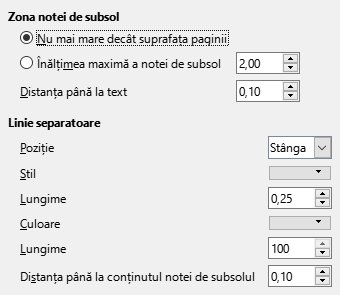 Zona notei de subsol
Nu mai mare decât suprafața paginii
Înălțimea maximă a notei de subsol 2,00
Distanța până la text 0,10
Linie separatoare
Poziție Stânga
Stil
Lungime 0,25
Culoare
Lungime 100
Distanța până la conținutul notei de subsolul 0,10